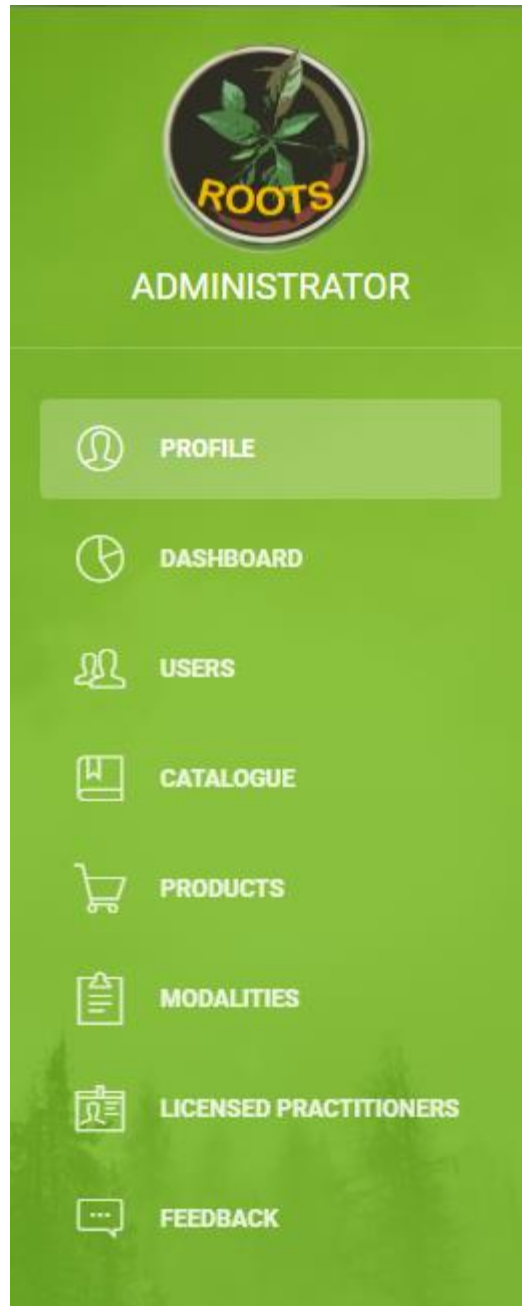 ROOTS
ADMINISTRATOR
PROFILE
DASHBOARD
USERS
CATALOGUE
PRODUCTS
MODALITIES
LICENSED PRACTITIONERS
FEEDBACK